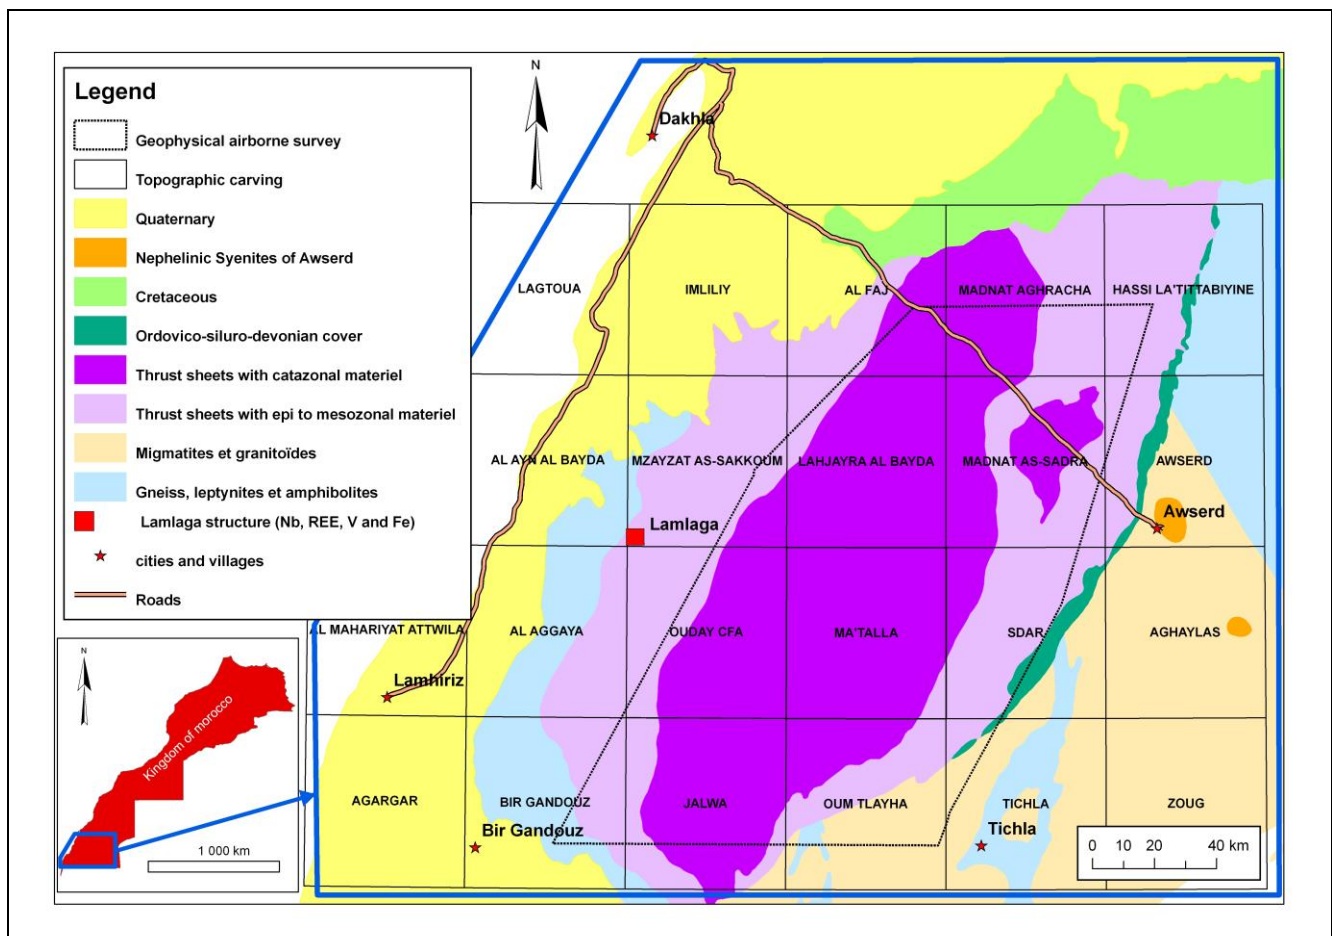 Legend
Geophysical airborne survey
Topographic carving
Quaternary
Nephelinic Syenites of Awserd
Cretaceous
Ordovico-siluro-devonian cover
Thrust sheets with catazonal materiel
Thrust sheets with epi to mesozonal materiel
Migmatites et granitoïdes
Gneiss, leptynites et amphibolites
Lamlaga structure (Nb, REE, V and Fe)
cities and villages
Roads
N
Dakhla
LAGTOUA
IMLILIY
AL FAJ
MADNAT AGHRACHA
HASSI LA'TITTABIYINE
AL AYN AL BAYDA
MZAYZAT AS-SAKKOUM
LAHJAYRA AL BAYDA
MADNAT AS-SADRA
AWSERD
Lamlaga
Awserd
AL MAHARIYAT ATTWILA
AL AGGAYA
OUDAY CFA
MA'TALLA
SDAR
AGHAYLAS
Lamhiriz
AGARGAR
BIR GANDOUZ
JALWA
OUM TLAYHA
TICHLA
ZOUG
Bir Gandouz
Tichla
0 10 20 40 km
N
Kingdom of morocco
1 000 km